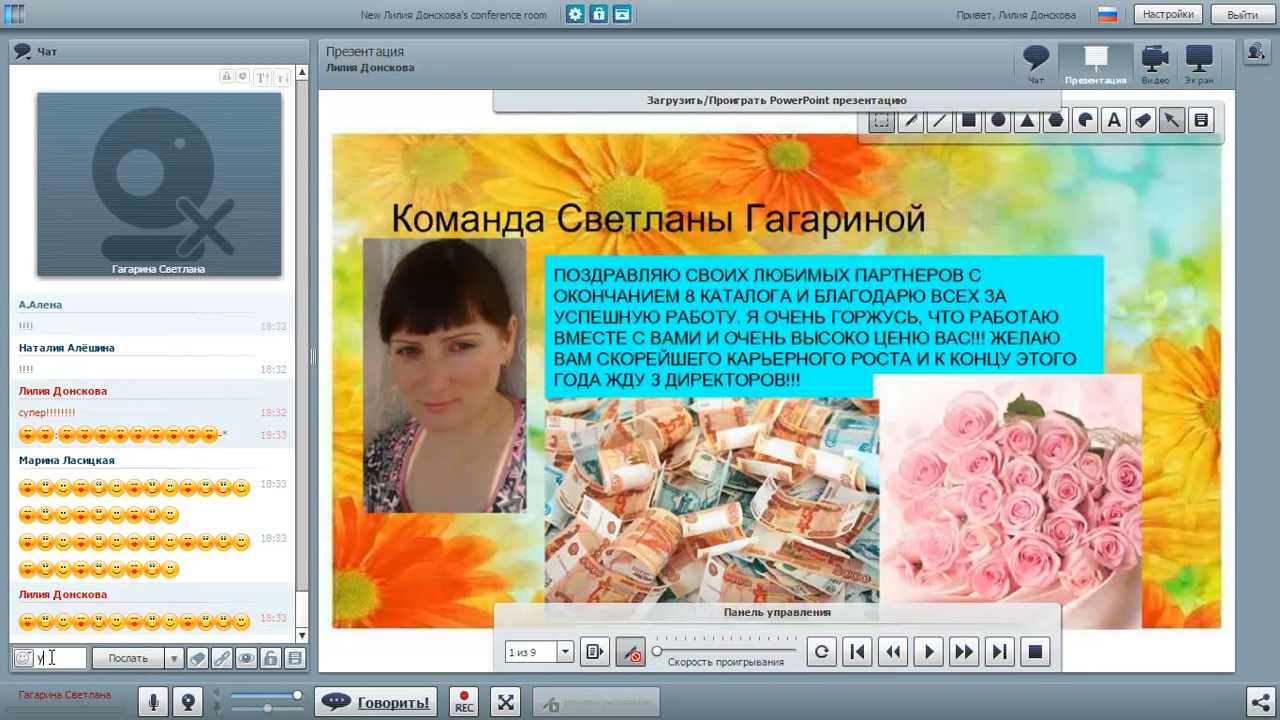 New Лилия Донскова's conference room
Привет, Лилия Донскова
Настройки
Выйти
Чат
Гагарина Светлана
А.Алена
!!!! 18:32
Наталия Алёшина
!!!! 18:32
Лилия Донскова
супер!!!!!!!! 18:32
:-* 18:33
Марина Ласицкая
18:33
18:33
Лилия Донскова
18:33
у
Послать
Презентация
Лилия Донскова
Чат
Презентация
Видео
Экран
Загрузить/Проиграть PowerPoint презентацию
Команда Светланы Гагариной
ПОЗДРАВЛЯЮ СВОИХ ЛЮБИМЫХ ПАРТНЕРОВ С
ОКОНЧАНИЕМ 8 КАТАЛОГА И БЛАГОДАРЮ ВСЕХ ЗА
УСПЕШНУЮ РАБОТУ. Я ОЧЕНЬ ГОРЖУСЬ, ЧТО РАБОТАЮ
ВМЕСТЕ С ВАМИ И ОЧЕНЬ ВЫСОКО ЦЕНЮ ВАС!!! ЖЕЛАЮ
ВАМ СКОРЕЙШЕГО КАРЬЕРНОГО РОСТА И К КОНЦУ ЭТОГО
ГОДА ЖДУ 3 ДИРЕКТОРОВ!!!
Панель управления
1 из 9
Скорость проигрывания
Гагарина Светлана
Говорить!
REC
Начать рисование